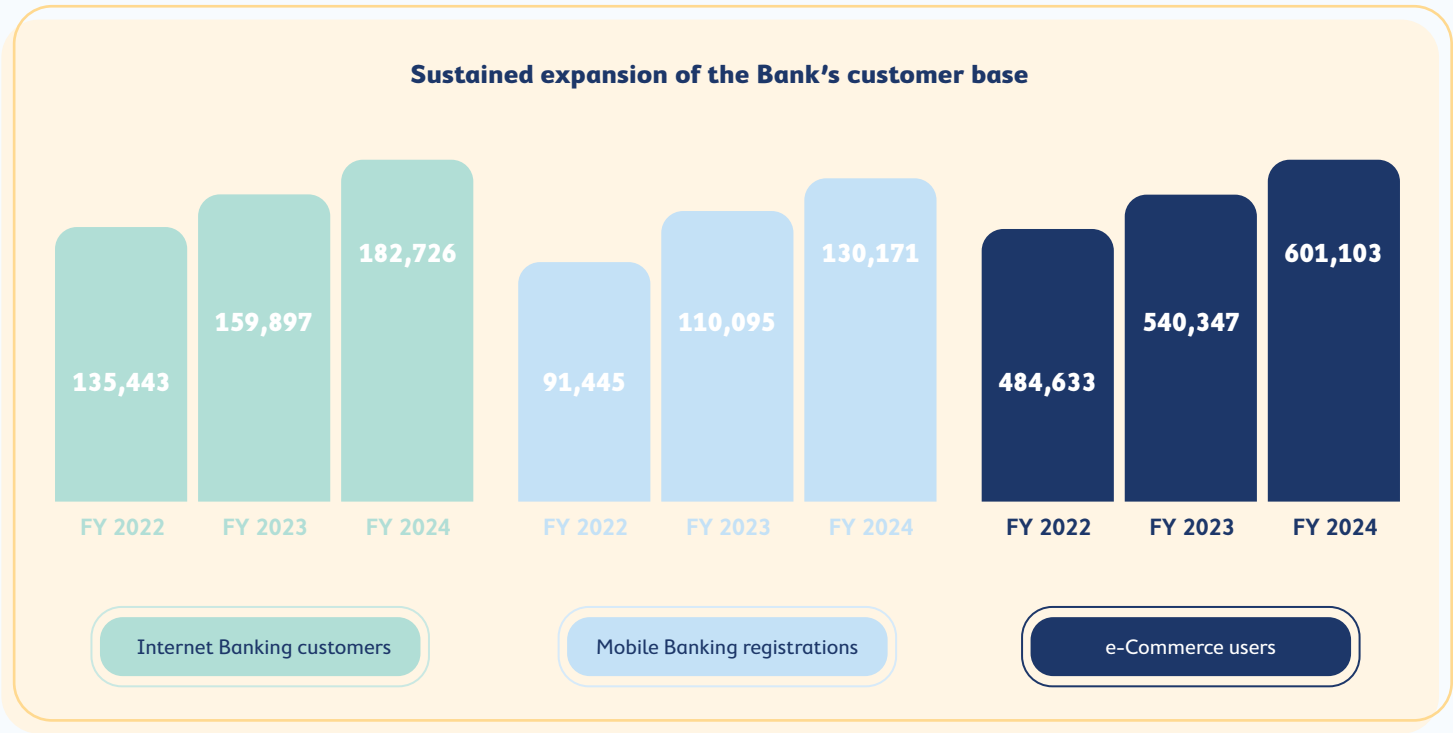 Sustained expansion of the Bank's customer base
135,443
159,897
182,726
FY 2022
FY 2023
FY 2024
Internet Banking customers
91,445
110,095
130,171
FY 2022
FY 2023
FY 2024
Mobile Banking registrations
484,633
540,347
601,103
FY 2022
FY 2023
FY 2024
e-Commerce users